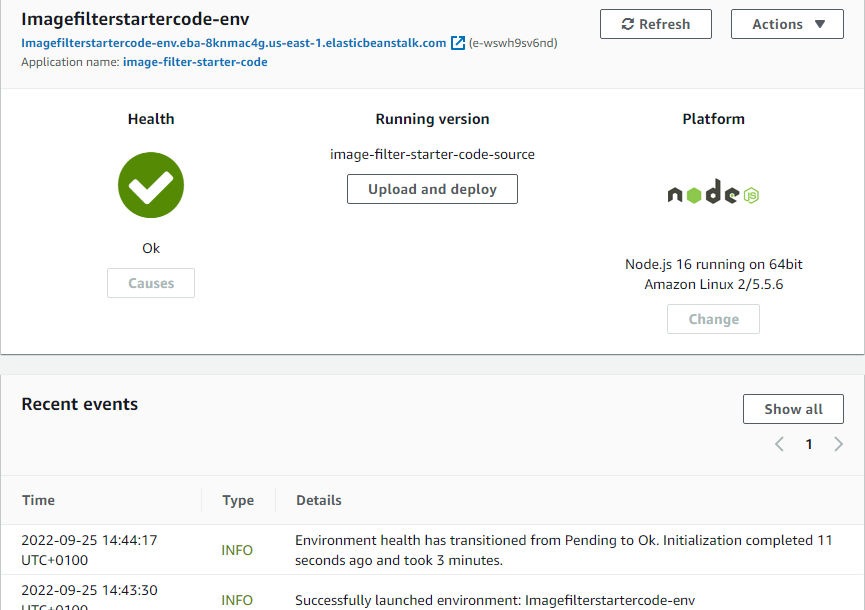 Imagefilterstartercode-env
Refresh
Actions
Imagefilterstartercode-env.eba-8knmac4g.us-east-1.elasticbeanstalk.com (e-wswh9sv6nd)
Application name: image-filter-starter-code
Health
Running version
Platform
image-filter-starter-code-source
Upload and deploy
node JS
Ok
Causes
Node.js 16 running on 64bit
Amazon Linux 2/5.5.6
Change
Recent events
Show all
1
Time
Type
Details
2022-09-25 14:44:17
UTC+0100
INFO
Environment health has transitioned from Pending to Ok. Initialization completed 11
seconds ago and took 3 minutes.
2022-09-25 14:43:30
UTC+0100
INFO
Successfully launched environment: Imagefilterstartercode-env